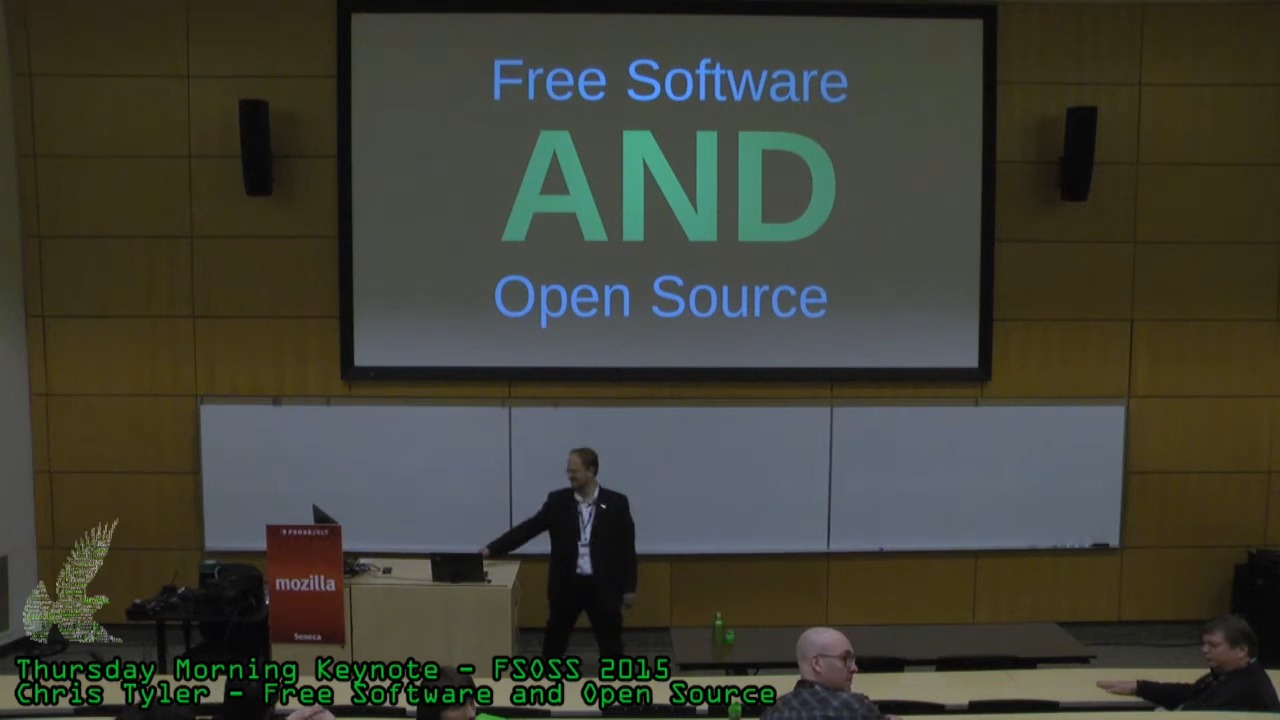 Free Software
AND
Open Source
mozilla
Seneca
Thursday Morning Keynote - FSOSS 2015
Chris Tyler - Free Software and Open Source